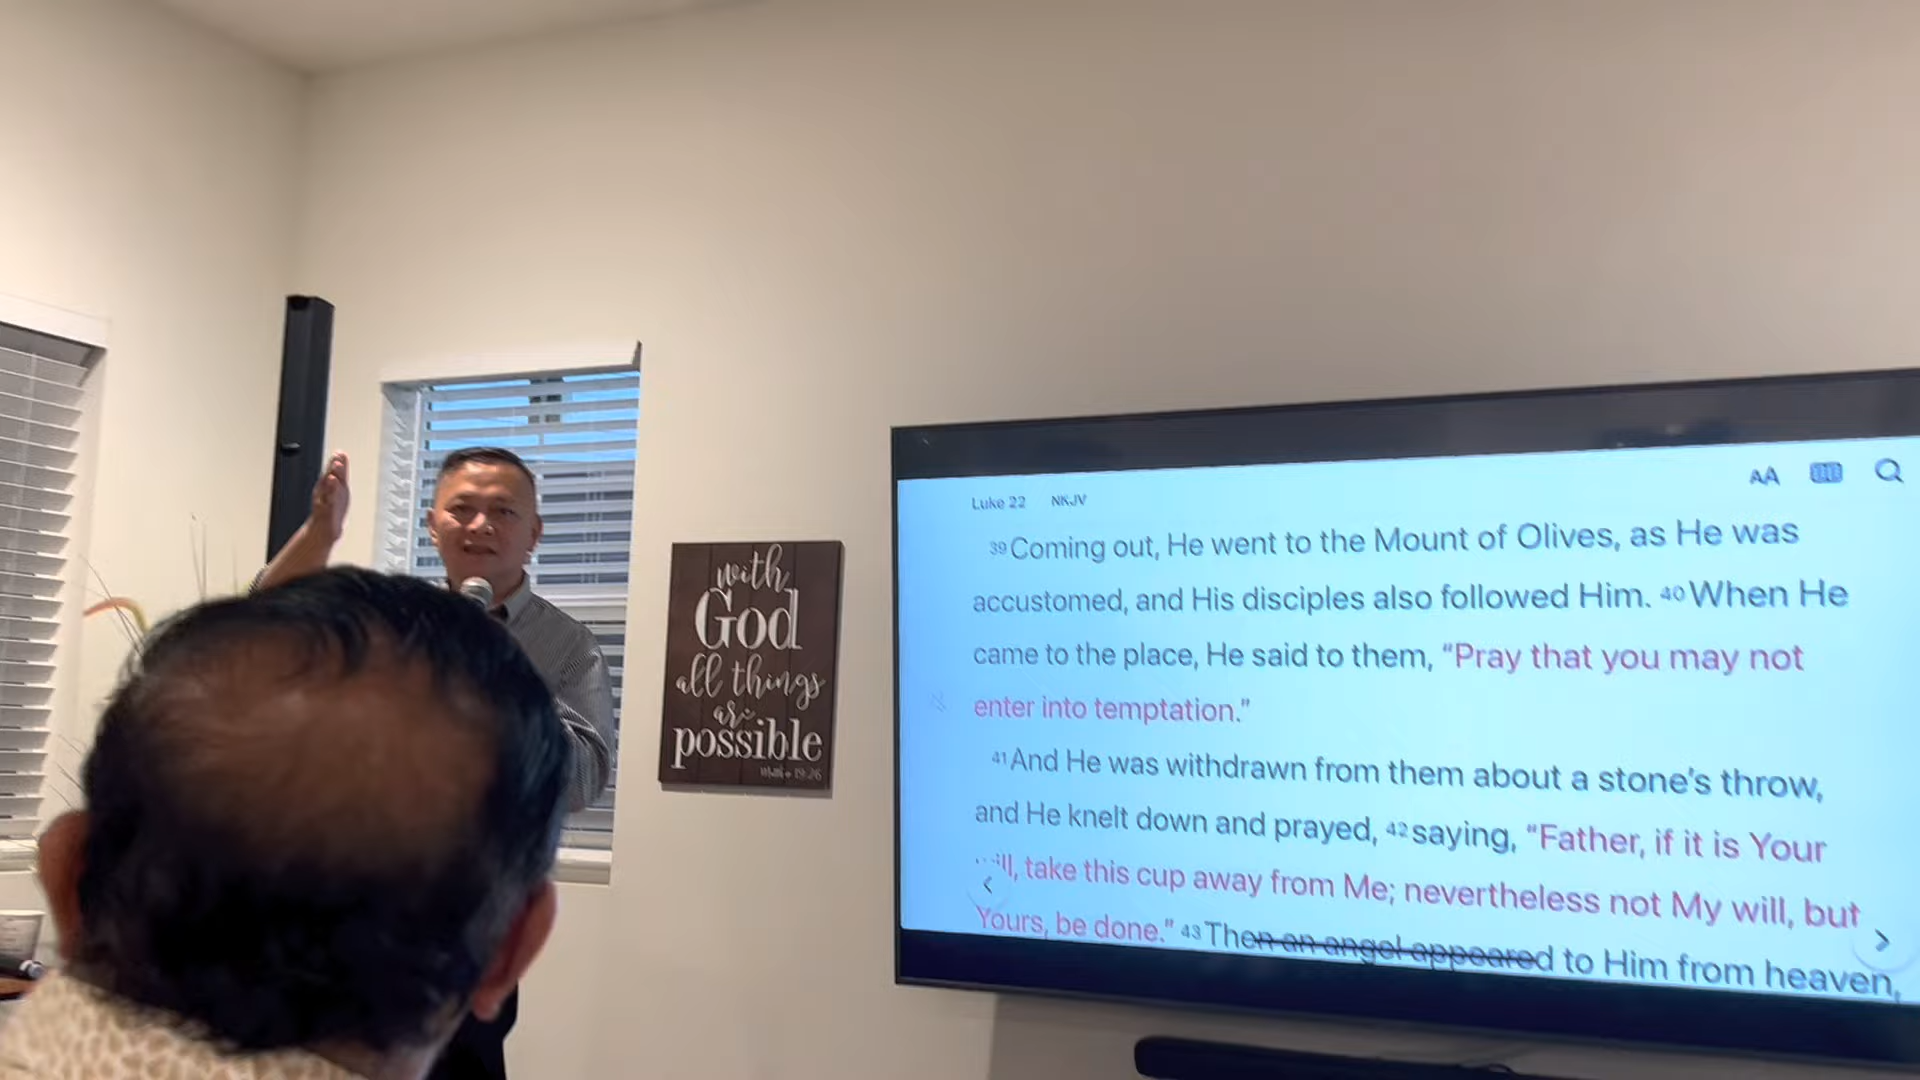 with
God
all things
are
possible
Luke 22 NKJV
AA
39 Coming out, He went to the Mount of Olives, as He was
accustomed, and His disciples also followed Him. 40 When He
came to the place, He said to them, “Pray that you may not
enter into temptation.”
41 And He was withdrawn from them about a stone’s throw,
and He knelt down and prayed, 42 saying, “Father, if it is Your
will, take this cup away from Me; nevertheless not My will, but
Yours, be done.” 43 Then an angel appeared to Him from heaven,